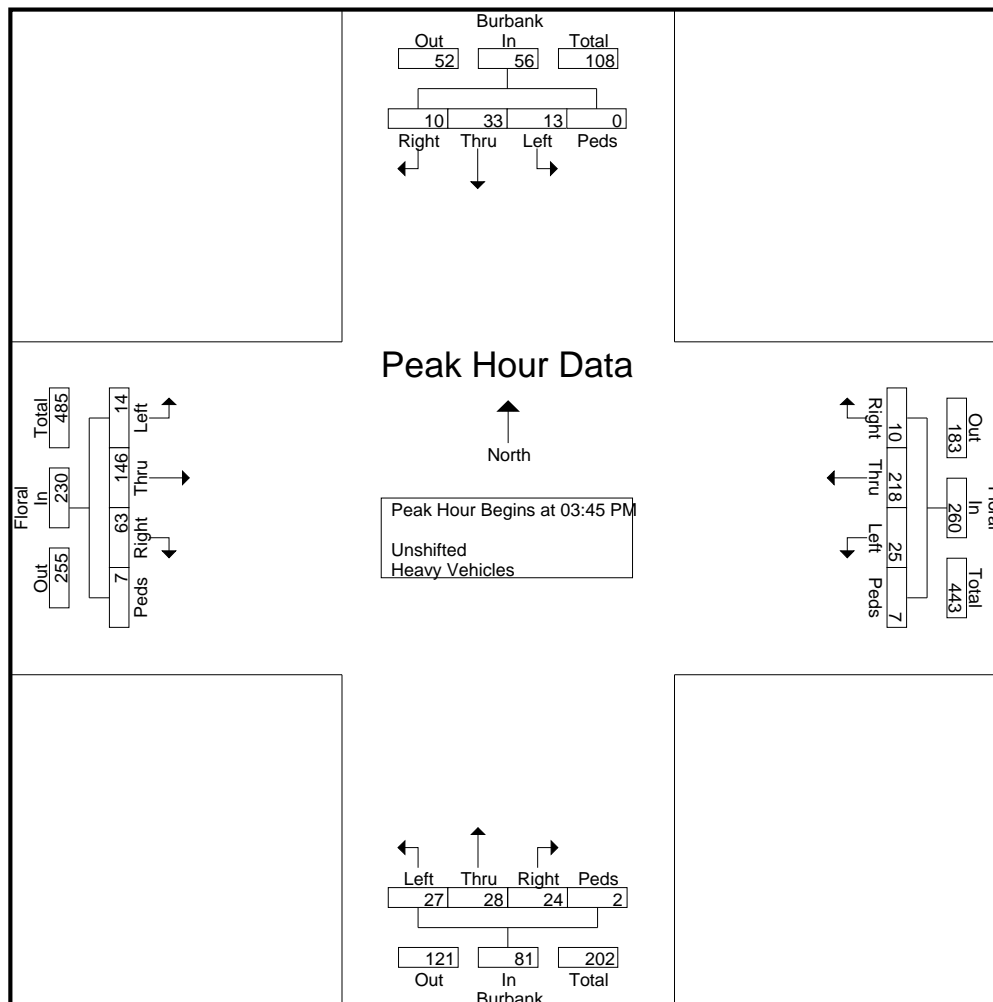 Burbank
Out In Total
52 56 108
10 33 13 0
Right Thru Left Peds
Peak Hour Data
North
Peak Hour Begins at 03:45 PM
Unshifted
Heavy Vehicles
Floral
Total In Out
485 230 255
14 146 63 7
Left Thru Right Peds
Right Thru Left Peds
10 218 25 7
Out In Total
183 260 443
Floral
Left Thru Right Peds
27 28 24 2
121 81 202
Out In Total
Burbank